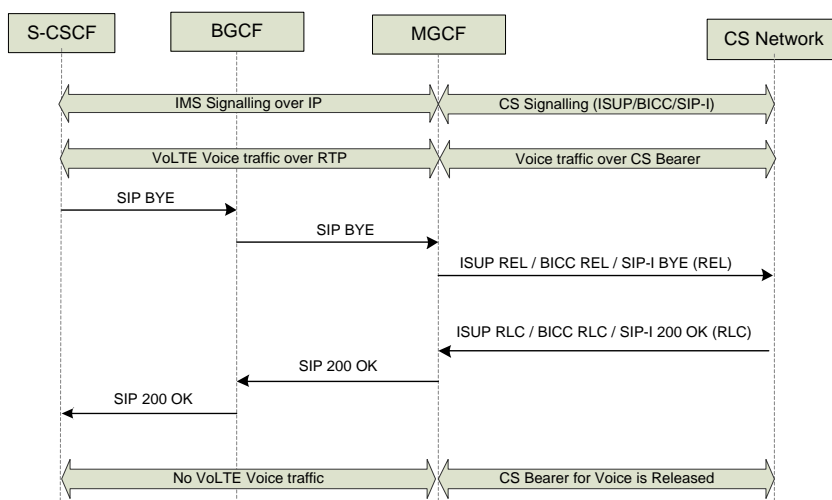 S-CSCF
BGCF
MGCF
CS Network
IMS Signalling over IP
CS Signalling (ISUP/BICC/SIP-I)
VoLTE Voice traffic over RTP
Voice traffic over CS Bearer
SIP BYE
SIP BYE
ISUP REL / BICC REL / SIP-I BYE (REL)
ISUP RLC / BICC RLC / SIP-I 200 OK (RLC)
SIP 200 OK
SIP 200 OK
No VoLTE Voice traffic
CS Bearer for Voice is Released